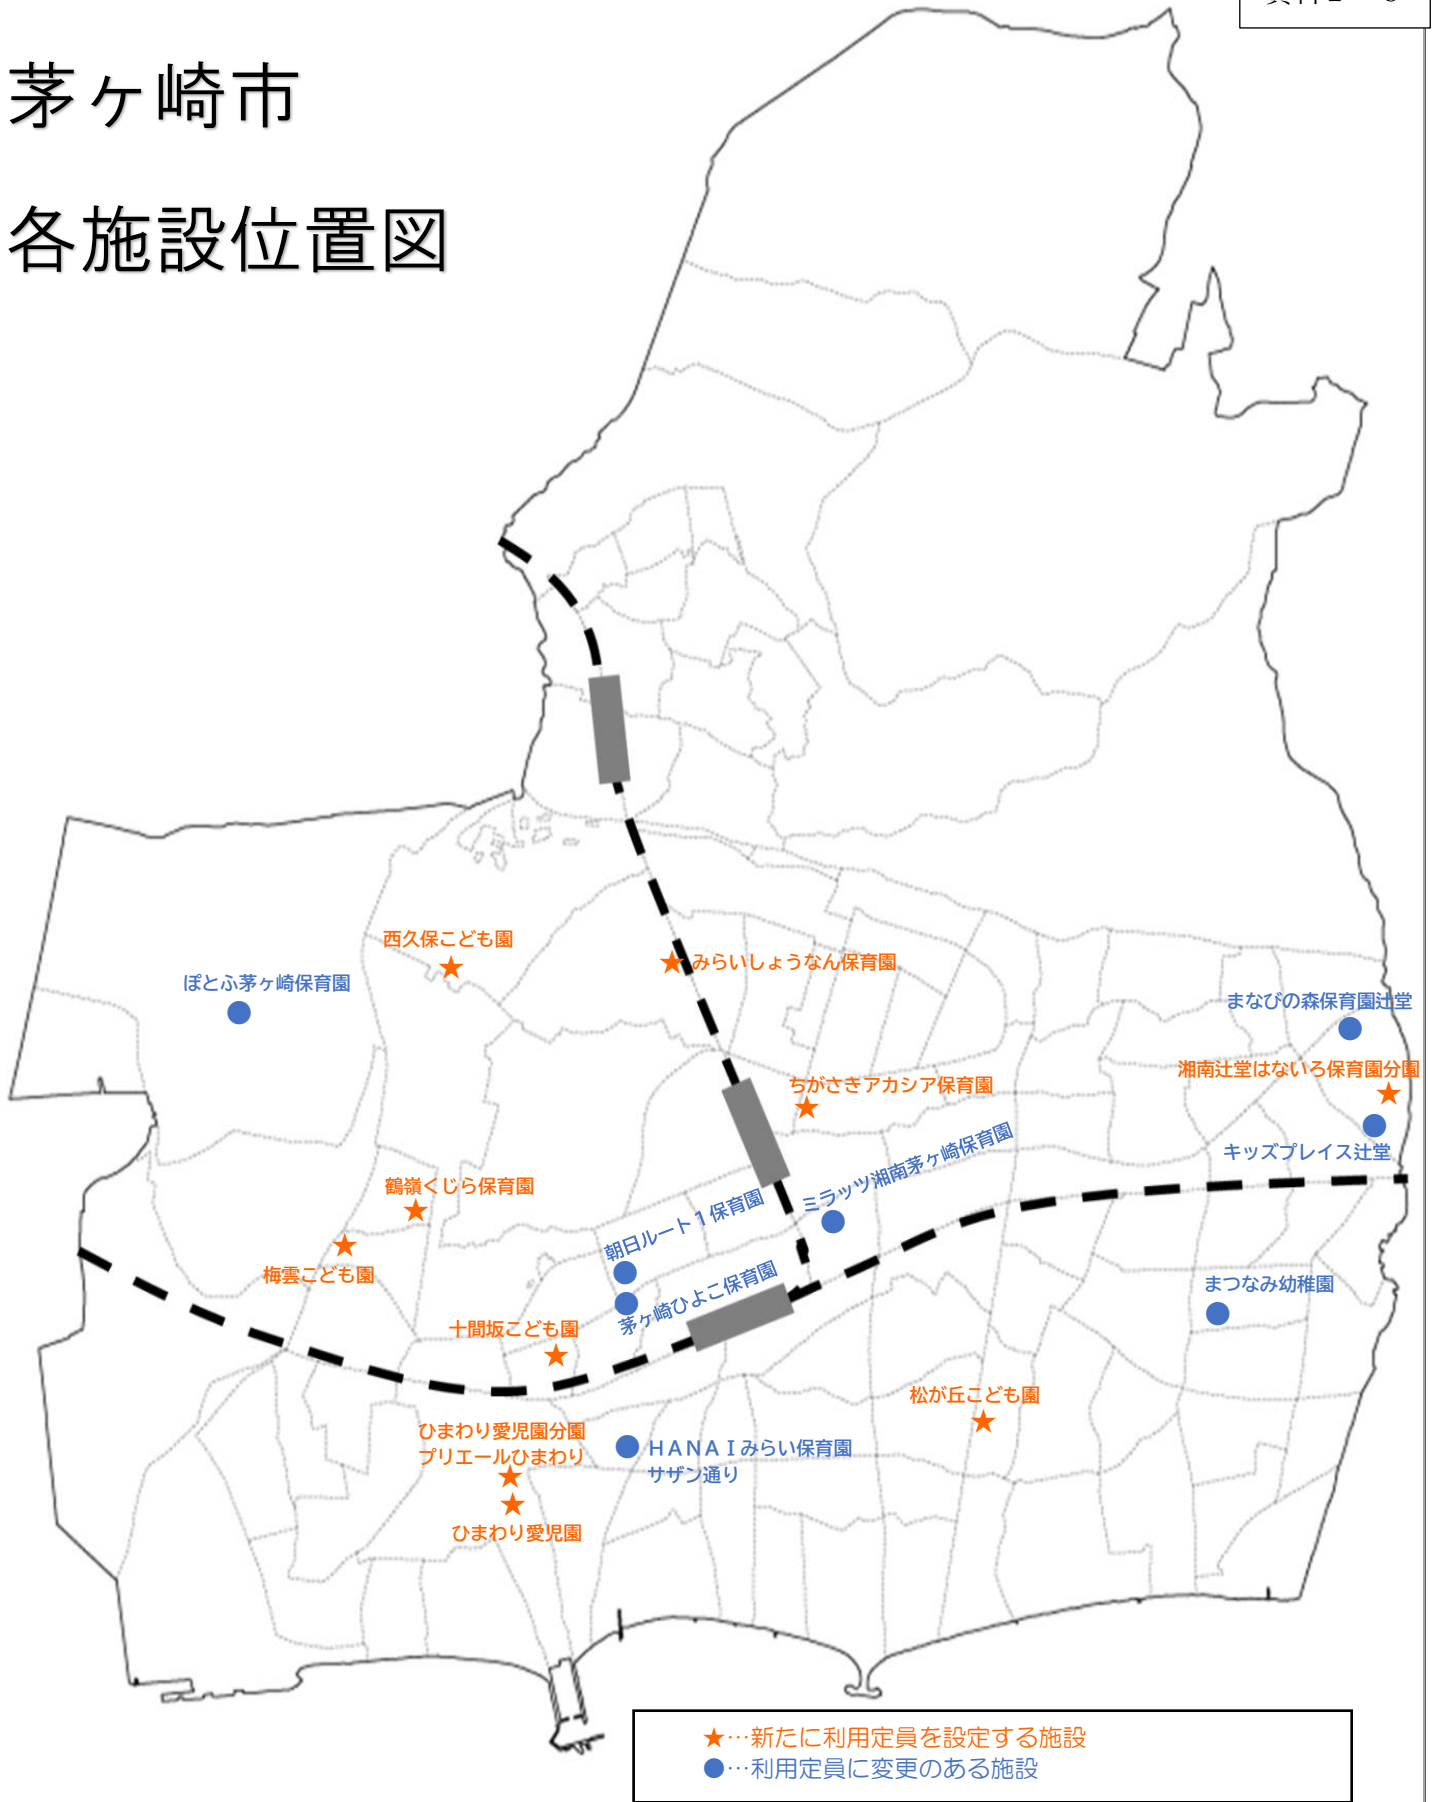 茅ヶ崎市
各施設位置図
西久保こども園
みらいしょうなん保育園
ぽとふ茅ヶ崎保育園
まなびの森保育園辻堂
湘南辻堂はないろ保育園分園
ちがさきアカシア保育園
キッズプレイス辻堂
ミラッツ湘南茅ヶ崎保育園
鶴嶺くじら保育園
朝日ルート1保育園
梅雲こども園
茅ヶ崎ひよこ保育園
まつなみ幼稚園
十間坂こども園
松が丘こども園
ひまわり愛児園分園
プリエールひまわり
HANAIみらい保育園
サザン通り
ひまわり愛児園
★…新たに利用定員を設定する施設
●…利用定員に変更のある施設